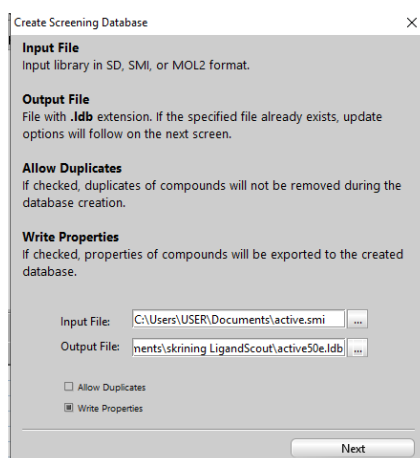 Create Screening Database
Input File
Input library in SD, SMI, or MOL2 format.
Output File
File with .ldb extension. If the specified file already exists, update
options will follow on the next screen.
Allow Duplicates
If checked, duplicates of compounds will not be removed during the
database creation.
Write Properties
If checked, properties of compounds will be exported to the created
database.
Input File: C:\Users\USER\Documents\active.smi ...
Output File: ments\skrining LigandScout\active50e.ldb ...
Allow Duplicates
Write Properties
Next